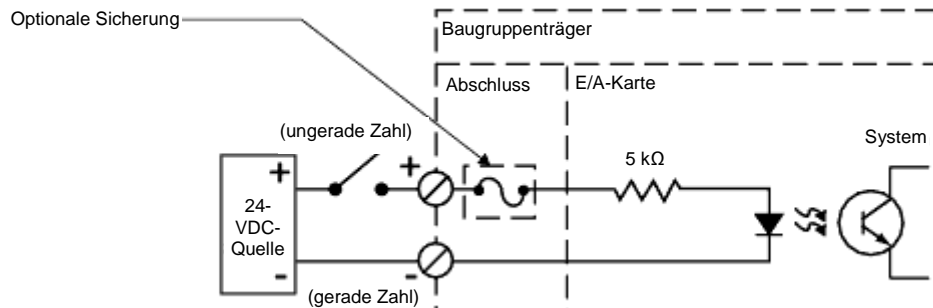 Optionale Sicherung
Baugruppenträger
Abschluss
E/A-Karte
(ungerade Zahl)
System
5 kΩ
+
+
24-
VDC-
Quelle
-
-
(gerade Zahl)